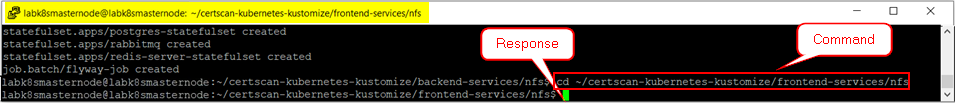 labk8smasternode@labk8smasternode: ~/certscan-kubernetes-kustomize/frontend-services/nfs
statefulset.apps/postgres-statefulset created
statefulset.apps/rabbitmq created
statefulset.apps/redis-server-statefulset created
job.batch/flyway-job created
Response
Command
labk8smasternode@labk8smasternode:~/certscan-kubernetes-kustomize/backend-services/nfs$ cd ~/certscan-kubernetes-kustomize/frontend-services/nfs
labk8smasternode@labk8smasternode:~/certscan-kubernetes-kustomize/frontend-services/nfs$